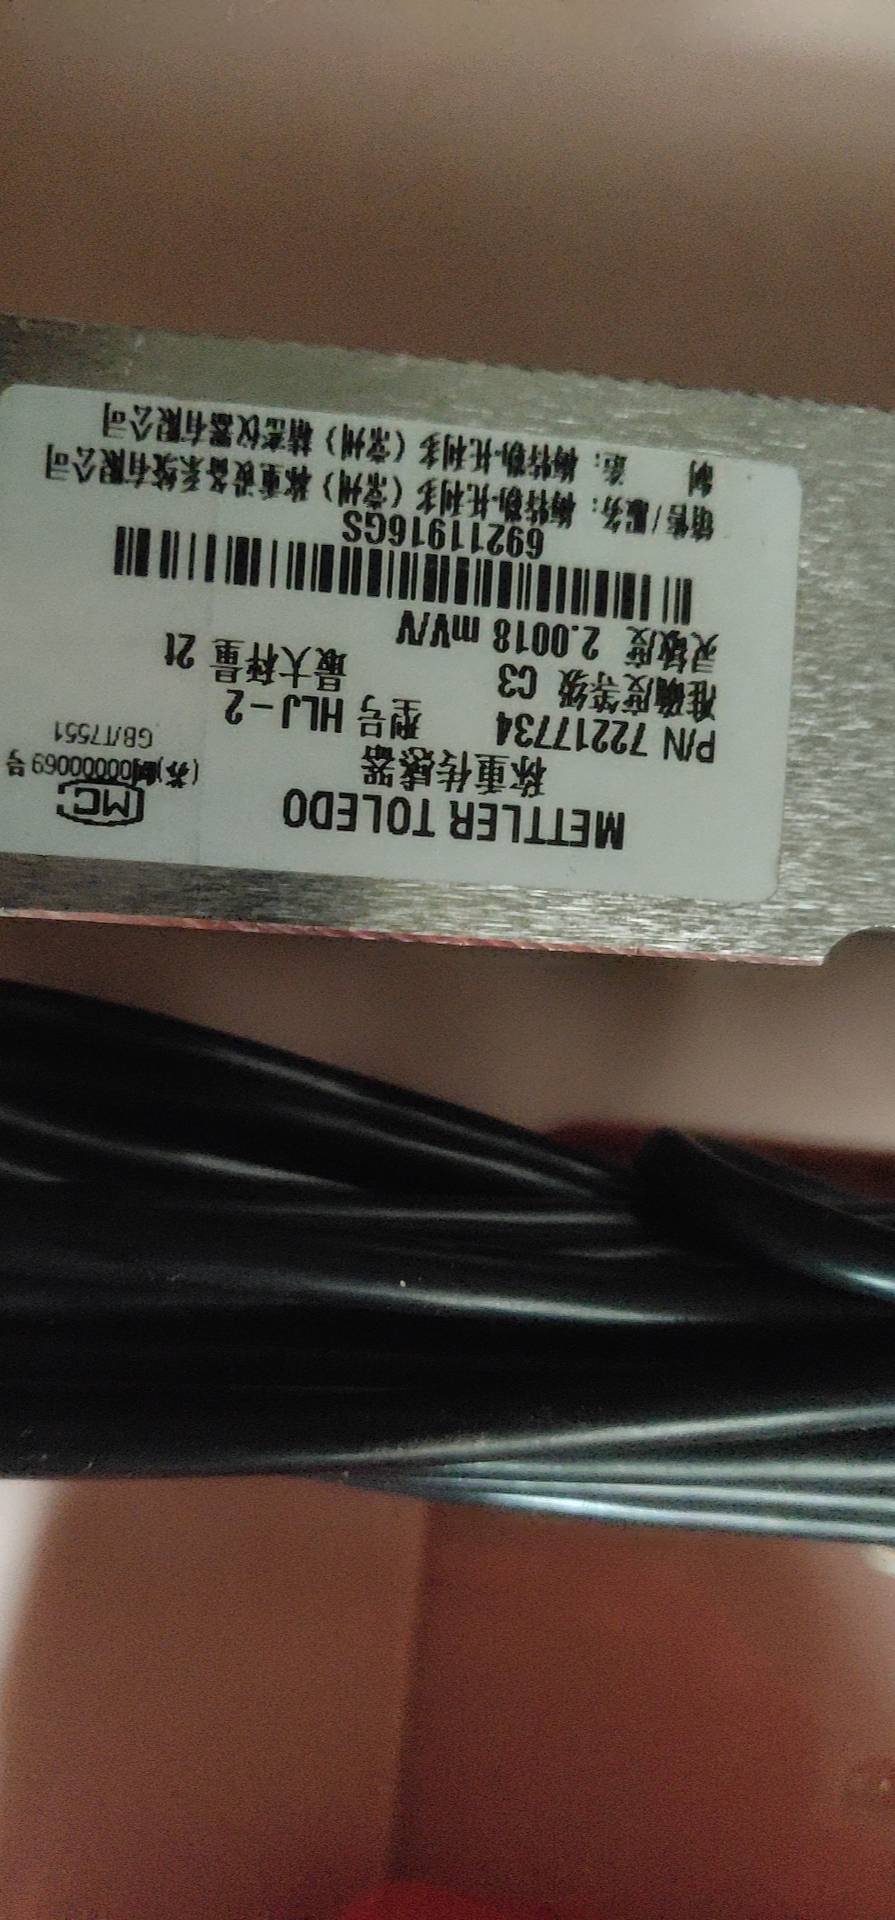 METTLER TOLEDO
称重传感器
MC
(苏)制00000069号
GB/T7551
P/N 72217734 型号 HLJ-2
准确度等级 C3 最大秤量 2t
灵敏度 2.0018 mV/V
69211916GS
销售/服务: 梅特勒-托利多(常州)称重设备系统有限公司
制 造: 梅特勒-托利多(常州)精密仪器有限公司